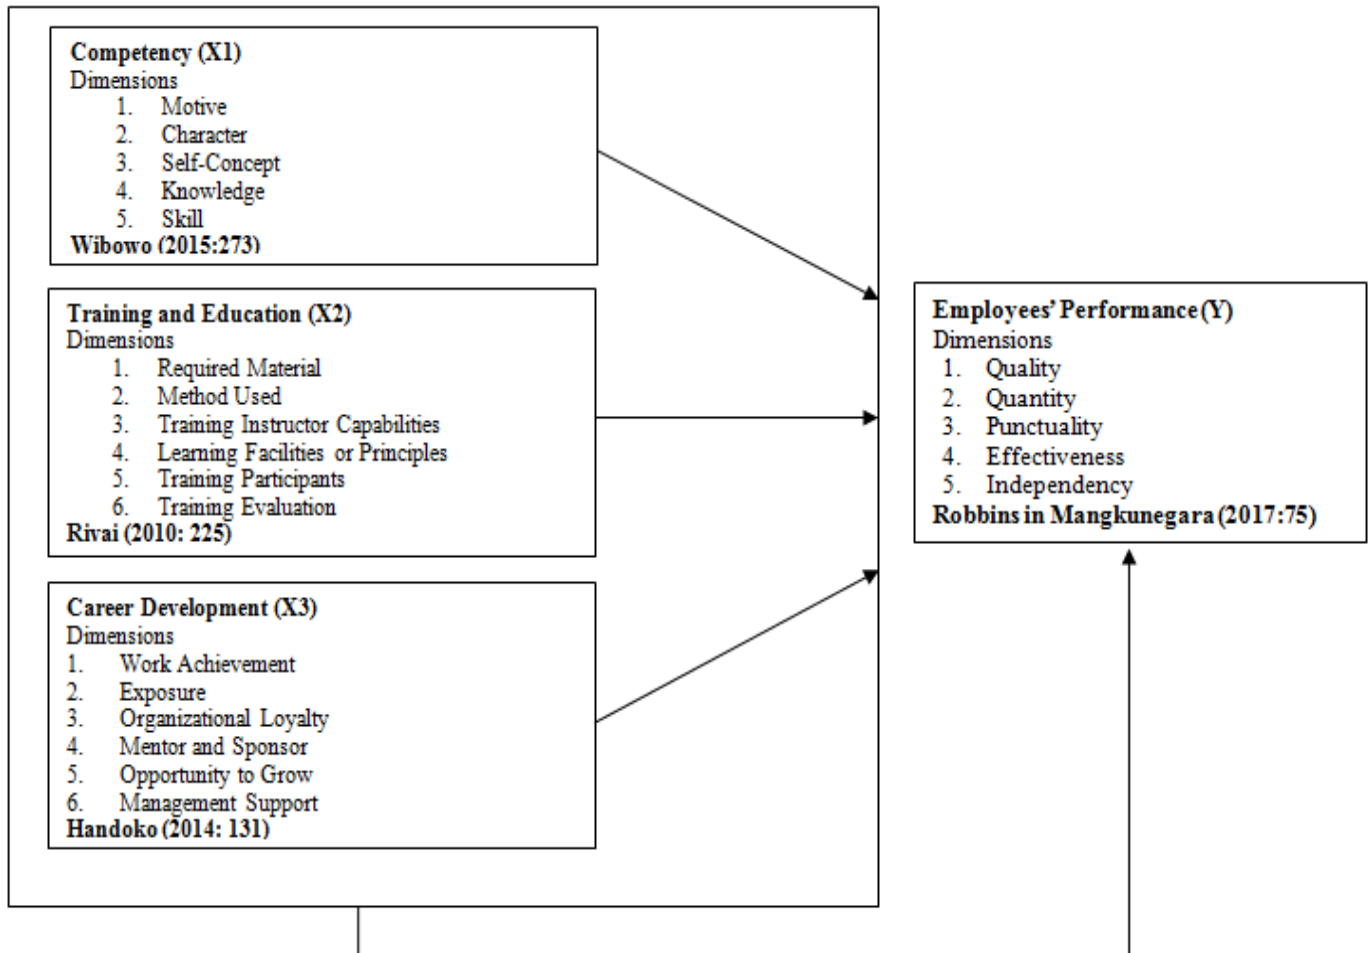 Competency (X1)
Dimensions
1. Motive
2. Character
3. Self-Concept
4. Knowledge
5. Skill
Wibowo (2015:273)
Training and Education (X2)
Dimensions
1. Required Material
2. Method Used
3. Training Instructor Capabilities
4. Learning Facilities or Principles
5. Training Participants
6. Training Evaluation
Rivai (2010: 225)
Career Development (X3)
Dimensions
1. Work Achievement
2. Exposure
3. Organizational Loyalty
4. Mentor and Sponsor
5. Opportunity to Grow
6. Management Support
Handoko (2014: 131)
Employees' Performance (Y)
Dimensions
1. Quality
2. Quantity
3. Punctuality
4. Effectiveness
5. Independency
Robbins in Mangkunegara (2017:75)